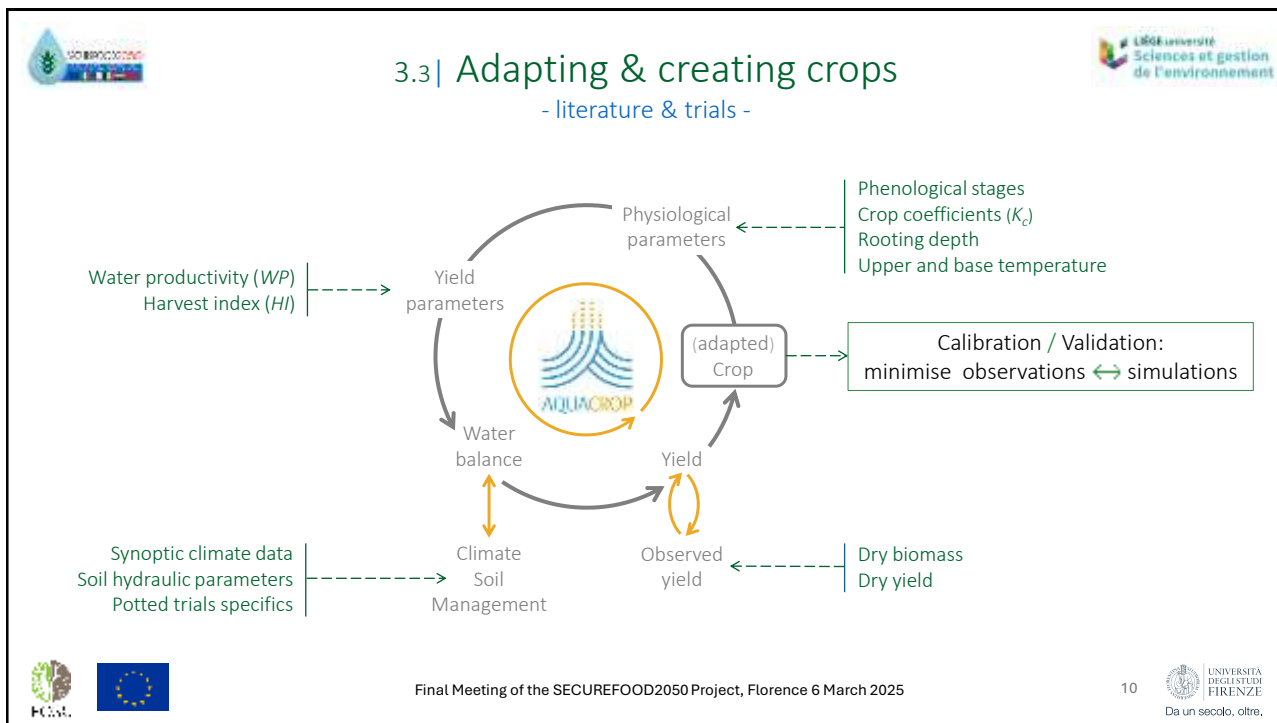 3.3| Adapting & creating crops
- literature & trials -
LIÈGE université
Sciences et gestion
de l'environnement
Physiological
parameters
Phenological stages
Crop coefficients (Kc)
Rooting depth
Upper and base temperature
Water productivity (WP)
Harvest index (HI)
Yield
parameters
(adapted)
Crop
Calibration / Validation:
minimise observations ↔ simulations
AQUACROP
Water
balance
Yield
Synoptic climate data
Soil hydraulic parameters
Potted trials specifics
Climate
Soil
Management
Observed
yield
Dry biomass
Dry yield
Final Meeting of the SECUREFOOD2050 Project, Florence 6 March 2025
10
UNIVERSITÀ
DEGLI STUDI
FIRENZE
Da un secolo, oltre.